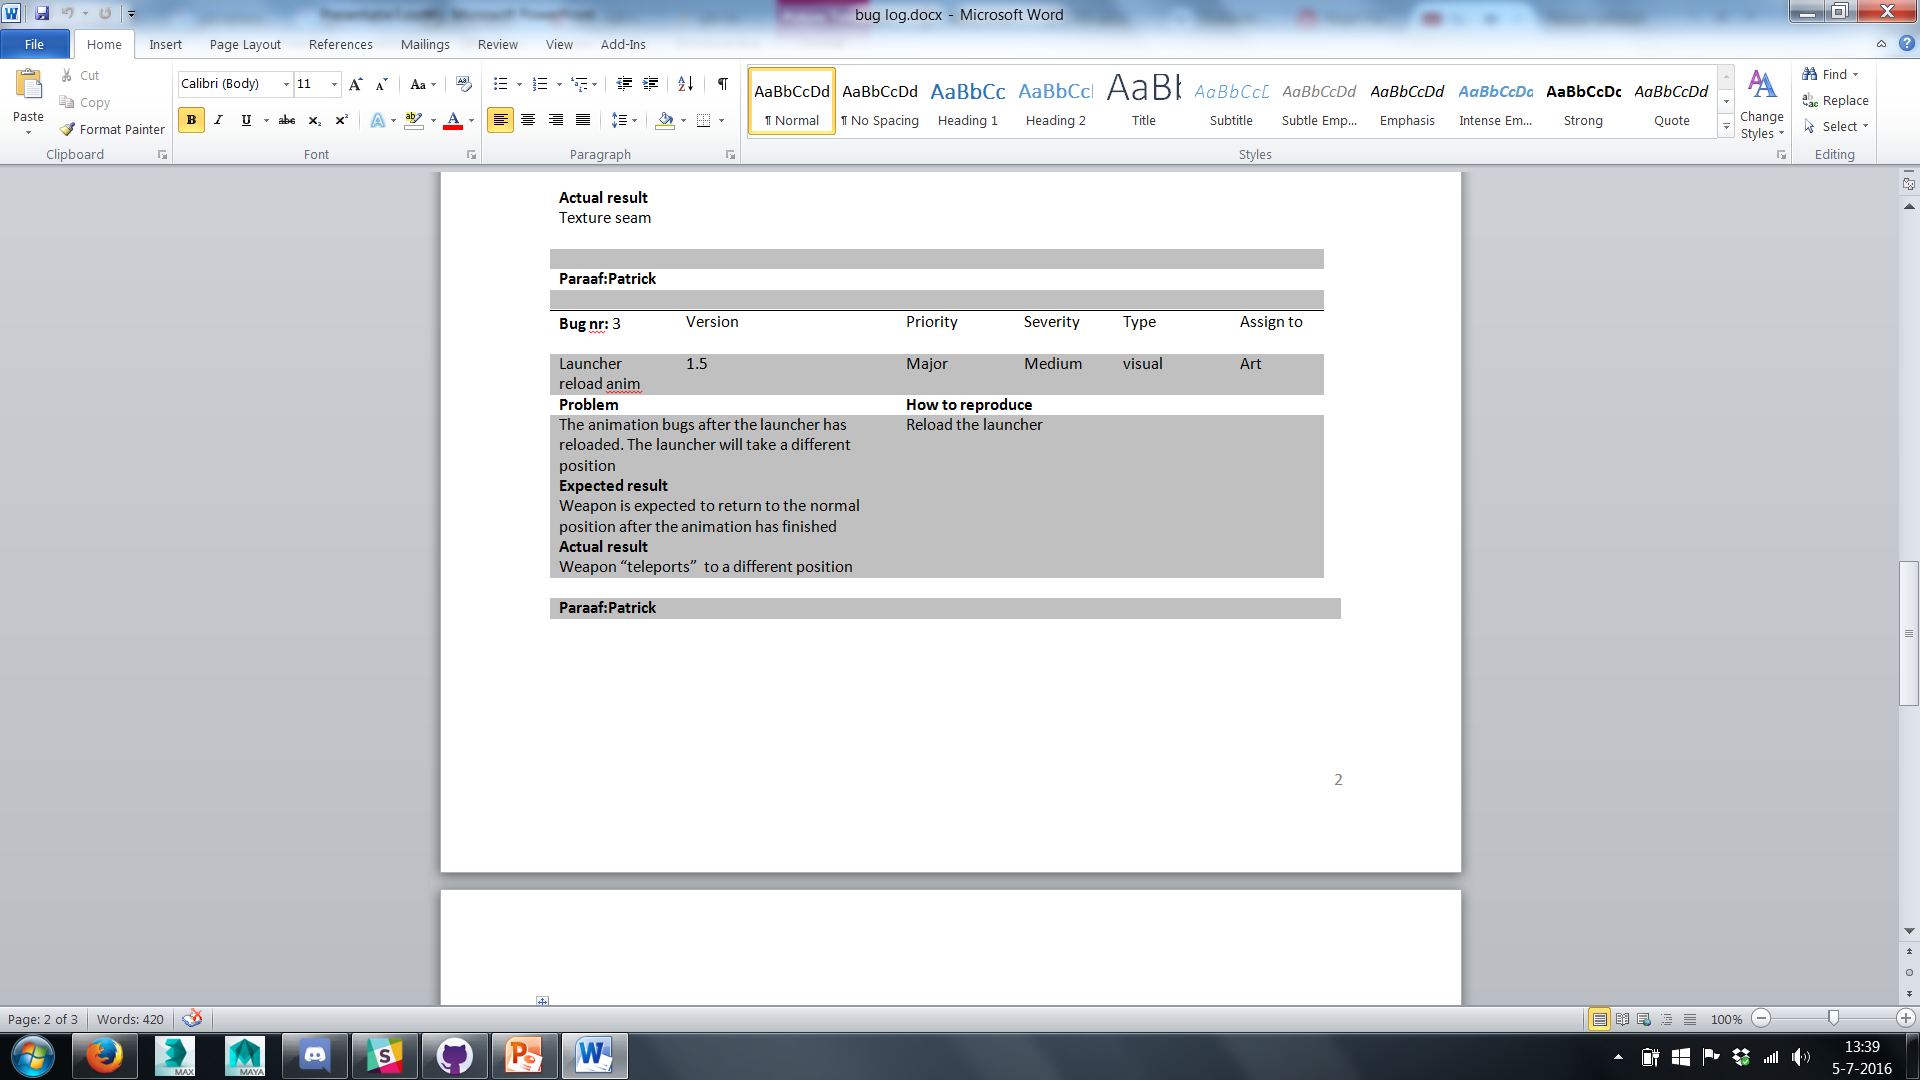 bug log.docx - Microsoft Word
File Home Insert Page Layout References Mailings Review View Add-Ins
Paste
Cut
Copy
Format Painter
Clipboard
Calibri (Body) 11
Font
Paragraph
AaBbCcDd AaBbCcDd AaBbCc AaBbCc AaBb AaBbCcD AaBbCcDd AaBbCcDd AaBbCcDd AaBbCcDc AaBbCcDd
¶ Normal ¶ No Spacing Heading 1 Heading 2 Title Subtitle Subtle Emp... Emphasis Intense Em... Strong Quote
Change Styles
Styles
Find
Replace
Select
Editing
Actual result
Texture seam
Paraaf:Patrick
Bug nr: 3 Version Priority Severity Type Assign to
Launcher 1.5 Major Medium visual Art
reload anim
Problem How to reproduce
The animation bugs after the launcher has Reload the launcher
reloaded. The launcher will take a different
position
Expected result
Weapon is expected to return to the normal
position after the animation has finished
Actual result
Weapon “teleports”  to a different position
Paraaf:Patrick
2
Page: 2 of 3 Words: 420 100%
MAX MAYA
13:39
5-7-2016